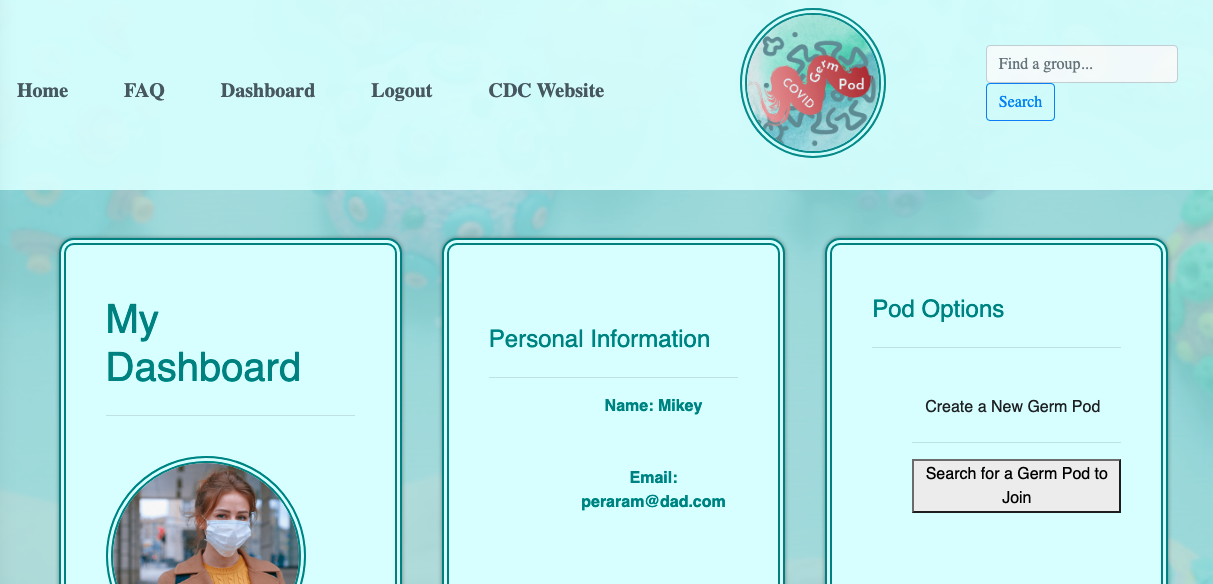 Home FAQ Dashboard Logout CDC Website
COVID
Germ
Pod
Find a group...
Search
My
Dashboard
Personal Information
Name: Mikey
Email:
peraram@dad.com
Pod Options
Create a New Germ Pod
Search for a Germ Pod to
Join